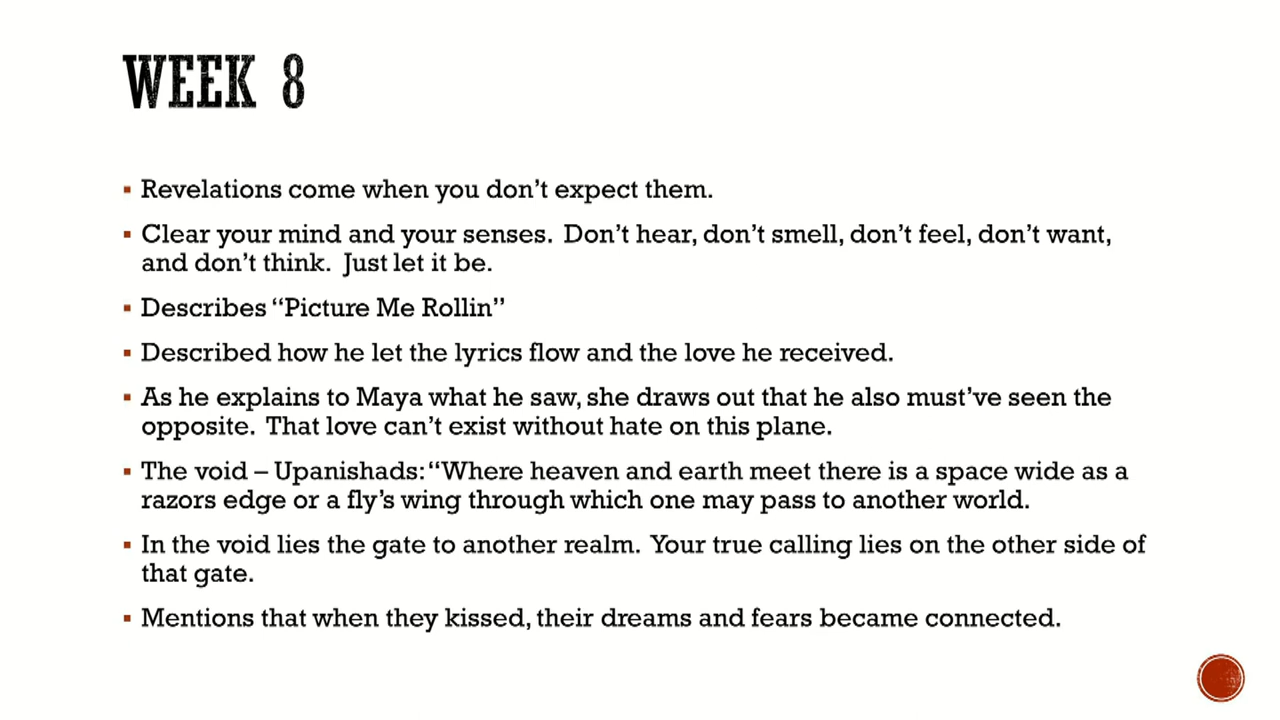 WEEK 8
▪ Revelations come when you don’t expect them.
▪ Clear your mind and your senses.  Don’t hear, don’t smell, don’t feel, don’t want,
and don’t think.  Just let it be.
▪ Describes “Picture Me Rollin”
▪ Described how he let the lyrics flow and the love he received.
▪ As he explains to Maya what he saw, she draws out that he also must’ve seen the
opposite.  That love can’t exist without hate on this plane.
▪ The void – Upanishads: “Where heaven and earth meet there is a space wide as a
razors edge or a fly’s wing through which one may pass to another world.
▪ In the void lies the gate to another realm.  Your true calling lies on the other side of
that gate.
▪ Mentions that when they kissed, their dreams and fears became connected.